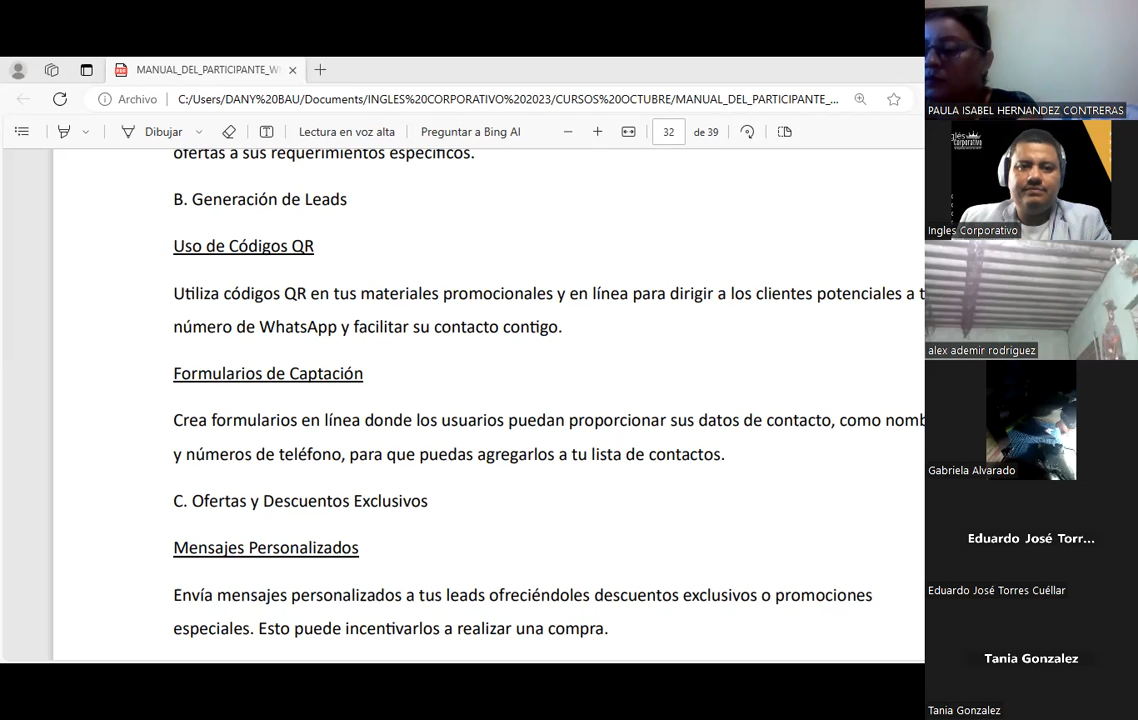 MANUAL_DEL_PARTICIPANTE_W
Archivo
C:/Users/DANY%20BAU/Documents/INGLES%20CORPORATIVO%202023/CURSOS%20OCTUBRE/MANUAL_DEL_PARTICIPANTE_...
Dibujar
Lectura en voz alta
Preguntar a Bing AI
32 de 39
ofertas a sus requerimientos específicos.
B. Generación de Leads
Uso de Códigos QR
Utiliza códigos QR en tus materiales promocionales y en línea para dirigir a los clientes potenciales a t
número de WhatsApp y facilitar su contacto contigo.
Formularios de Captación
Crea formularios en línea donde los usuarios puedan proporcionar sus datos de contacto, como nomb
y números de teléfono, para que puedas agregarlos a tu lista de contactos.
C. Ofertas y Descuentos Exclusivos
Mensajes Personalizados
Envía mensajes personalizados a tus leads ofreciéndoles descuentos exclusivos o promociones
especiales. Esto puede incentivarlos a realizar una compra.
PAULA ISABEL HERNANDEZ CONTRERAS
glés
corporativo
Ingles Corporativo
alex ademir rodriguez
Gabriela Alvarado
Eduardo José Torr...
Eduardo José Torres Cuéllar
Tania Gonzalez
Tania Gonzalez